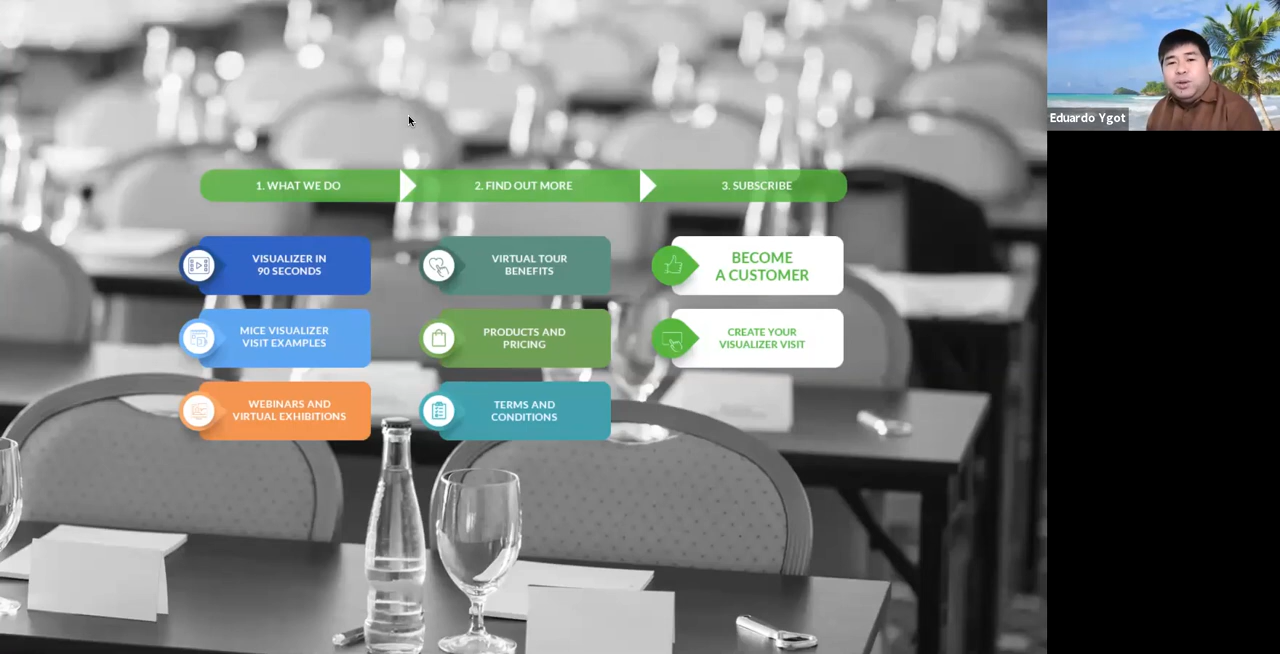 Eduardo Ygot
1. WHAT WE DO
2. FIND OUT MORE
3. SUBSCRIBE
VISUALIZER IN
90 SECONDS
VIRTUAL TOUR
BENEFITS
BECOME
A CUSTOMER
MICE VISUALIZER
VISIT EXAMPLES
PRODUCTS AND
PRICING
CREATE YOUR
VISUALIZER VISIT
WEBINARS AND
VIRTUAL EXHIBITIONS
TERMS AND
CONDITIONS